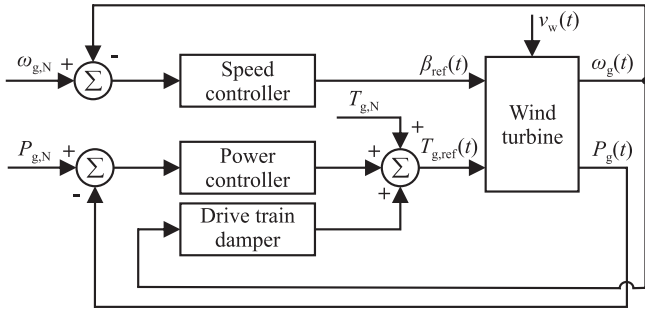 v_w(t)
ω_g,N
+
-
Σ
Speed
controller
β_ref(t)
ω_g(t)
T_g,N
Wind
turbine
P_g,N
+
-
Σ
Power
controller
+
+
+
Σ
T_g,ref(t)
P_g(t)
Drive train
damper